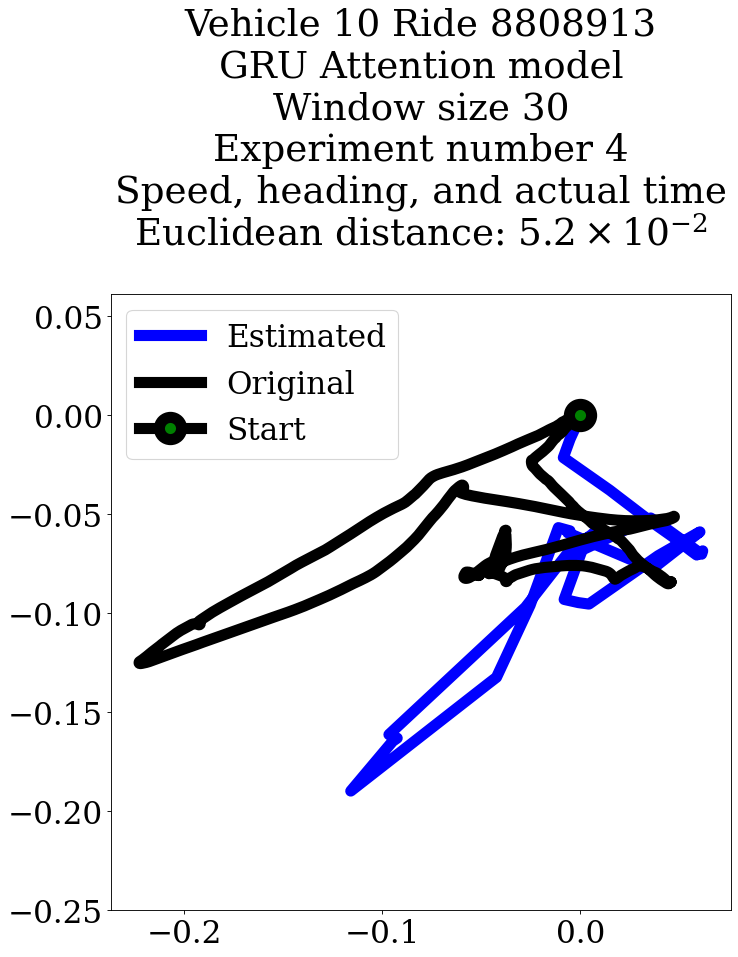 Vehicle 10 Ride 8808913
GRU Attention model
Window size 30
Experiment number 4
Speed, heading, and actual time
Euclidean distance: 5.2 × 10⁻²
Estimated
Original
Start
0.05
0.00
−0.05
−0.10
−0.15
−0.20
−0.25
−0.2
−0.1
0.0